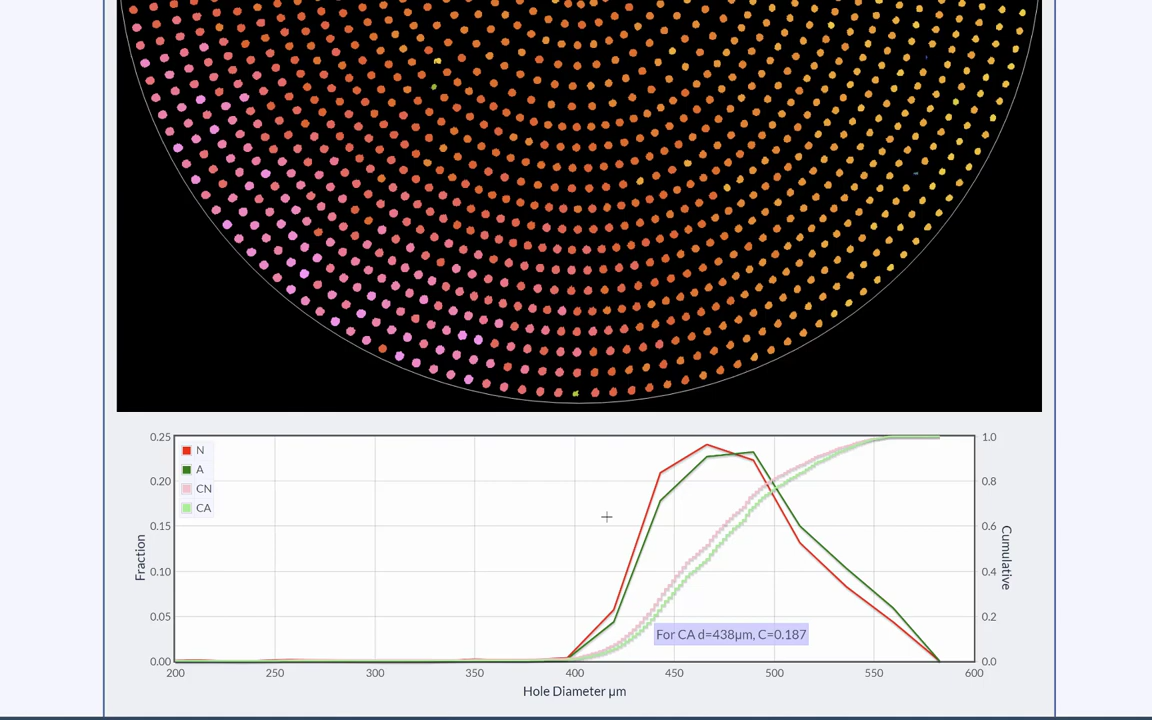 0.25
0.20
0.15
0.10
0.05
0.00
Fraction
N
A
CN
CA
For CA d=438µm, C=0.187
1.0
0.8
0.6
0.4
0.2
0.0
Cumulative
200 250 300 350 400 450 500 550 600
Hole Diameter µm